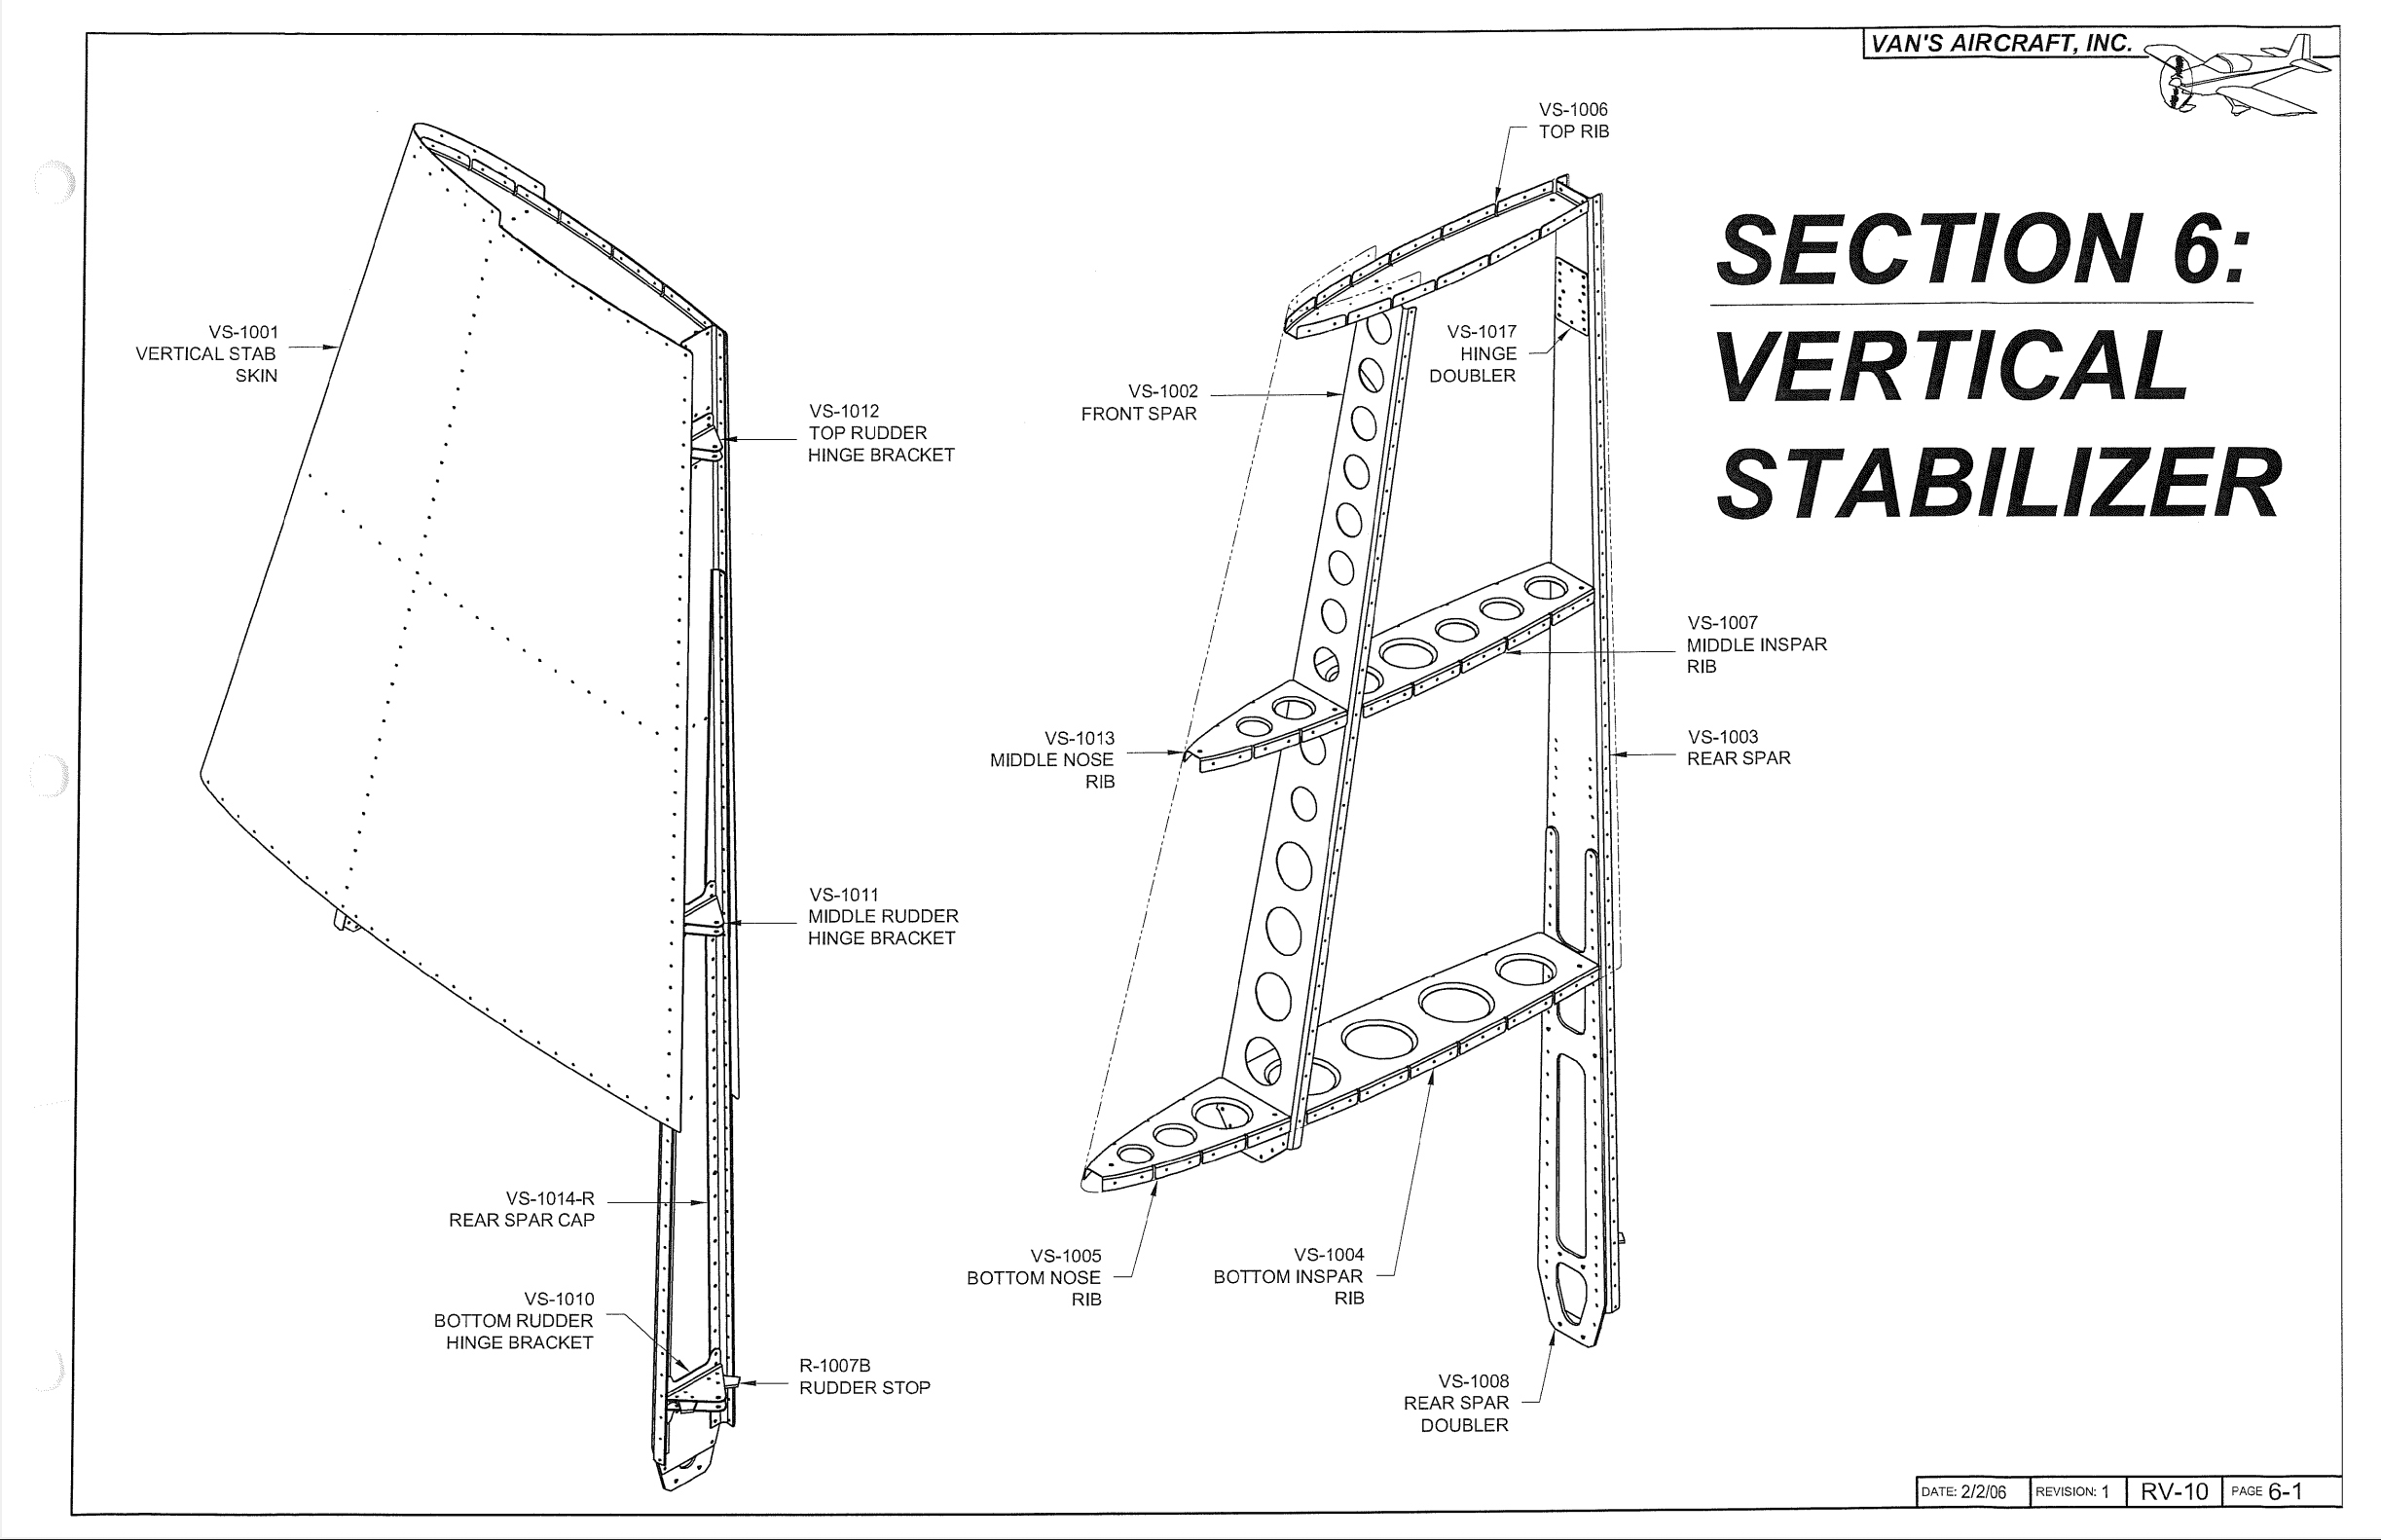 VAN'S AIRCRAFT, INC.
SECTION 6:
VERTICAL
STABILIZER
VS-1001
VERTICAL STAB
SKIN
VS-1012
TOP RUDDER
HINGE BRACKET
VS-1011
MIDDLE RUDDER
HINGE BRACKET
VS-1014-R
REAR SPAR CAP
VS-1010
BOTTOM RUDDER
HINGE BRACKET
R-1007B
RUDDER STOP
VS-1006
TOP RIB
VS-1017
HINGE
DOUBLER
VS-1002
FRONT SPAR
VS-1007
MIDDLE INSPAR
RIB
VS-1013
MIDDLE NOSE
RIB
VS-1003
REAR SPAR
VS-1005
BOTTOM NOSE
RIB
VS-1004
BOTTOM INSPAR
RIB
VS-1008
REAR SPAR
DOUBLER
DATE: 2/2/06 REVISION: 1 RV-10 PAGE 6-1